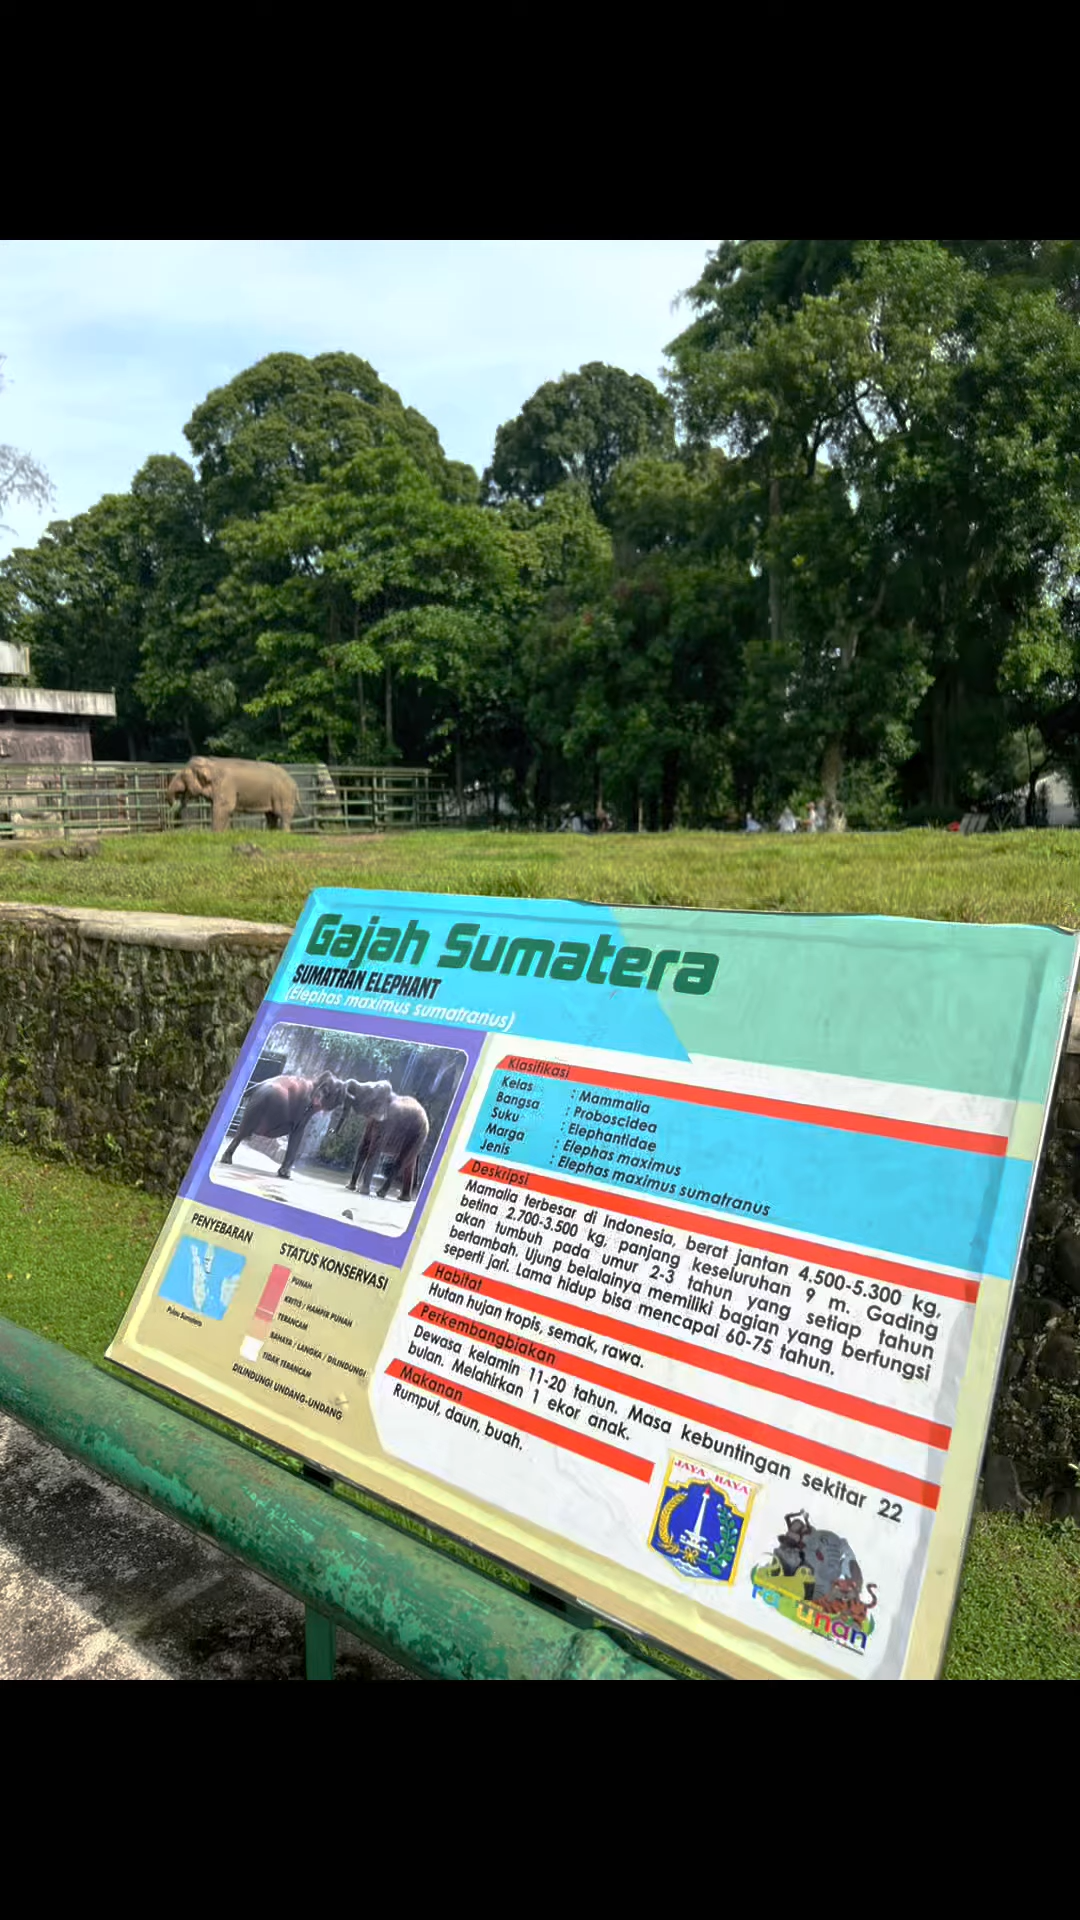 Gajah Sumatera
SUMATRAN ELEPHANT
(Elephas maximus sumatranus)
Klasifikasi
Kelas : Mammalia
Bangsa : Proboscidea
Suku : Elephantidae
Marga : Elephas maximus
Jenis : Elephas maximus sumatranus
Deskripsi
Mamalia terbesar di Indonesia, berat jantan 4.500-5.300 kg,
betina 2.700-3.500 kg, panjang keseluruhan 9 m. Gading
akan tumbuh pada umur 2-3 tahun yang setiap tahun
bertambah. Ujung belalainya memiliki bagian yang berfungsi
seperti jari. Lama hidup bisa mencapai 60-75 tahun.
Habitat
Hutan hujan tropis, semak, rawa.
Perkembangbiakan
Dewasa kelamin 11-20 tahun. Masa kebuntingan sekitar 22
bulan. Melahirkan 1 ekor anak.
Makanan
Rumput, daun, buah.
PENYEBARAN
Pulau Sumatera
STATUS KONSERVASI
PUNAH
KRITIS / HAMPIR PUNAH
TERANCAM
BAHAYA / LANGKA / DILINDUNGI
TIDAK TERANCAM
DILINDUNGI UNDANG-UNDANG
JAYA RAYA
ragunan